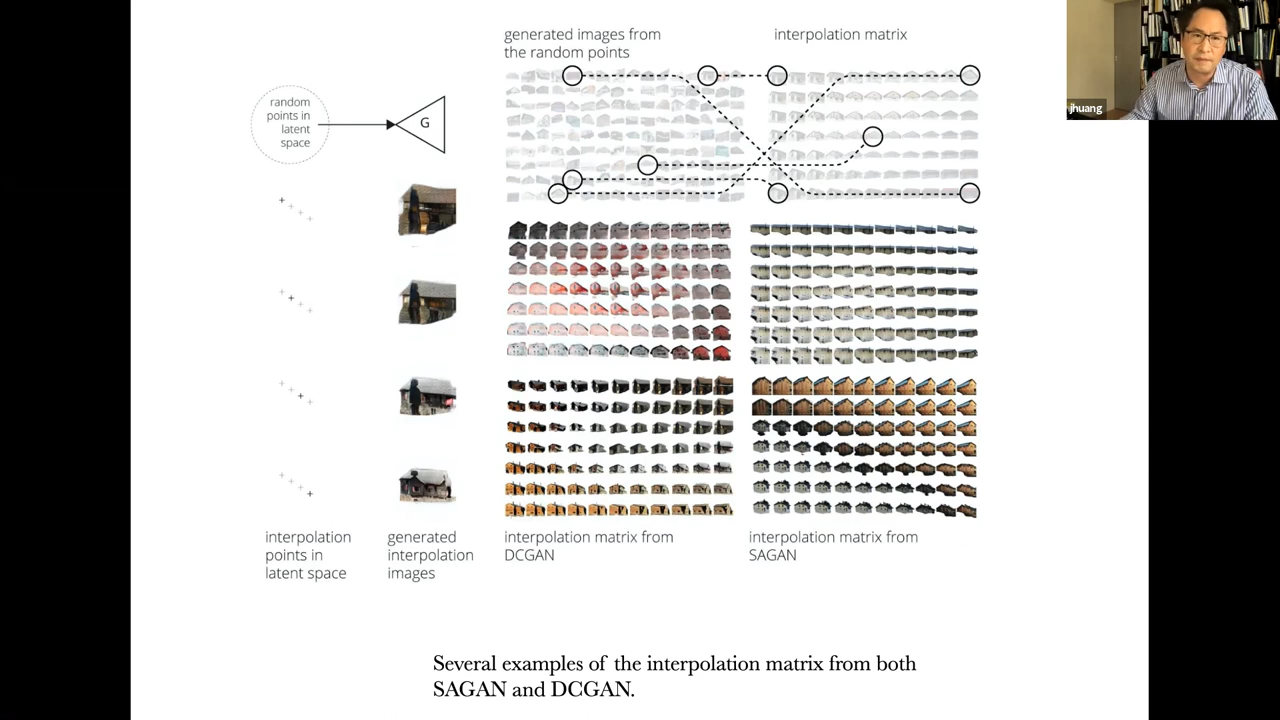 generated images from
the random points
interpolation matrix
random
points in
latent
space
G
jhuang
interpolation
points in
latent space
generated
interpolation
images
interpolation matrix from
DCGAN
interpolation matrix from
SAGAN
Several examples of the interpolation matrix from both
SAGAN and DCGAN.